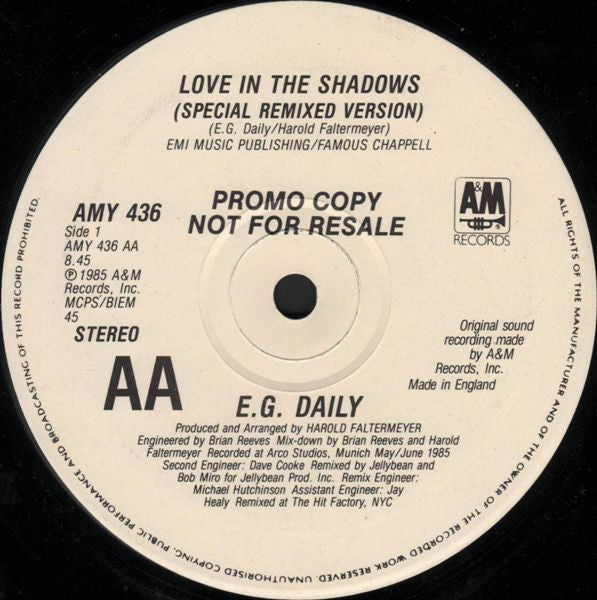 LOVE IN THE SHADOWS
(SPECIAL REMIXED VERSION)
(E.G. Daily/Harold Faltermeyer)
EMI MUSIC PUBLISHING/FAMOUS CHAPPELL
PROMO COPY
NOT FOR RESALE
AMY 436
Side 1
AMY 436 AA
8.45
℗ 1985 A&M
Records, Inc.
MCPS/BIEM
45
STEREO
AA
A&M
RECORDS
Original sound
recording made
by A&M
Records, Inc.
Made in England
E.G. DAILY
Produced and Arranged by HAROLD FALTERMEYER
Engineered by Brian Reeves Mix-down by Brian Reeves and Harold
Faltermeyer Recorded at Arco Studios, Munich May/June 1985
Second Engineer: Dave Cooke Remixed by Jellybean and
Bob Miro for Jellybean Prod. Inc. Remix Engineer:
Michael Hutchinson Assistant Engineer: Jay
Healy Remixed at The Hit Factory, NYC
ALL RIGHTS OF THE MANUFACTURER AND OF THE OWNER OF THE RECORDED WORK RESERVED. UNAUTHORISED COPYING, PUBLIC PERFORMANCE AND BROADCASTING OF THIS RECORD PROHIBITED.